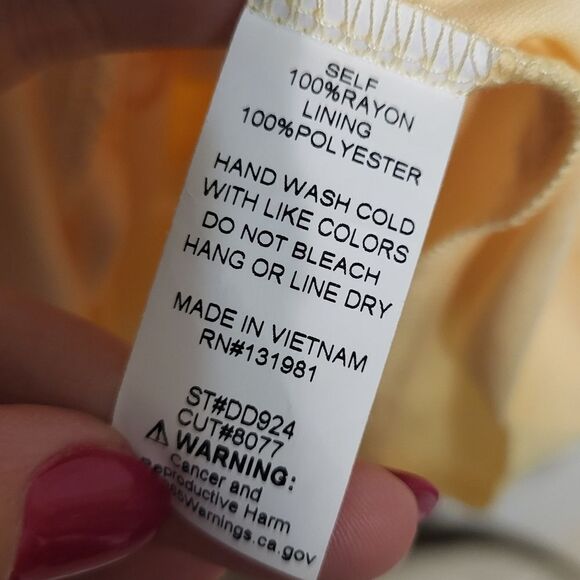 SELF
100%RAYON
LINING
100%POLYESTER
HAND WASH COLD
WITH LIKE COLORS
DO NOT BLEACH
HANG OR LINE DRY
MADE IN VIETNAM
RN#131981
ST#DD924
CUT#8077
⚠ WARNING:
Cancer and
Reproductive Harm
ssWarnings.ca.gov